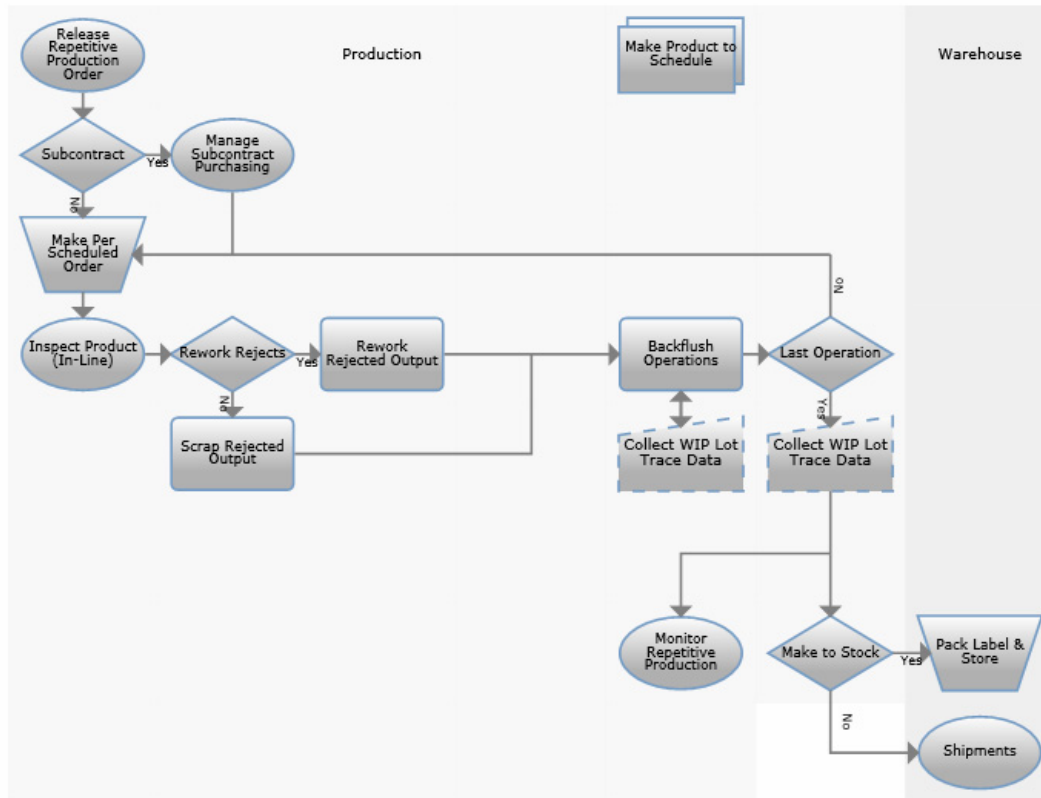 Release
Repetitive
Production
Order
Production
Make Product to
Schedule
Warehouse
Subcontract
Yes
Manage
Subcontract
Purchasing
No
Make Per
Scheduled
Order
No
Inspect Product
(In-Line)
Rework Rejects
Yes
Rework
Rejected Output
Backflush
Operations
Last Operation
No
Yes
Scrap Rejected
Output
Collect WIP Lot
Trace Data
Collect WIP Lot
Trace Data
Monitor
Repetitive
Production
Make to Stock
Yes
Pack Label &
Store
No
Shipments